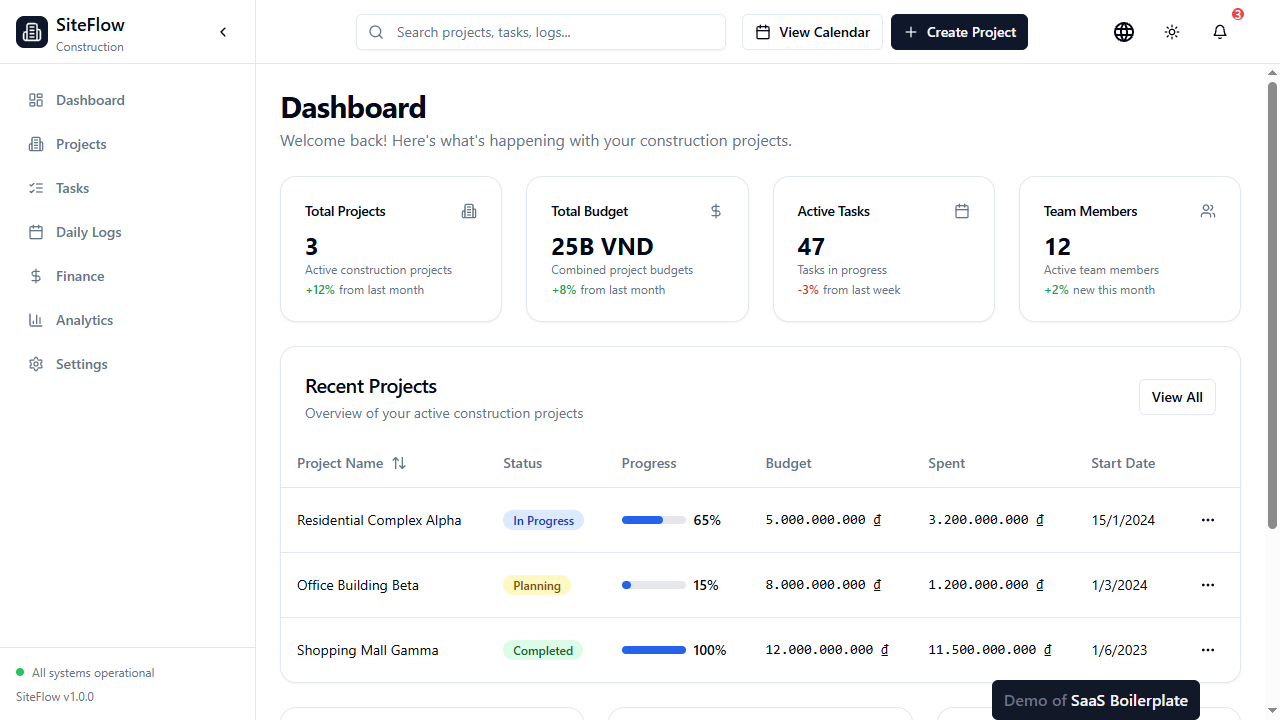 SiteFlow
Construction
Search projects, tasks, logs...
View Calendar
Create Project
3
Dashboard
Projects
Tasks
Daily Logs
Finance
Analytics
Settings
All systems operational
SiteFlow v1.0.0
Dashboard
Welcome back! Here's what's happening with your construction projects.
Total Projects
3
Active construction projects
+12% from last month
Total Budget
25B VND
Combined project budgets
+8% from last month
Active Tasks
47
Tasks in progress
-3% from last week
Team Members
12
Active team members
+2% new this month
Recent Projects
Overview of your active construction projects
View All
Project Name Status Progress Budget Spent Start Date
Residential Complex Alpha In Progress 65% 5.000.000.000 ₫ 3.200.000.000 ₫ 15/1/2024
Office Building Beta Planning 15% 8.000.000.000 ₫ 1.200.000.000 ₫ 1/3/2024
Shopping Mall Gamma Completed 100% 12.000.000.000 ₫ 11.500.000.000 ₫ 1/6/2023
Demo of SaaS Boilerplate